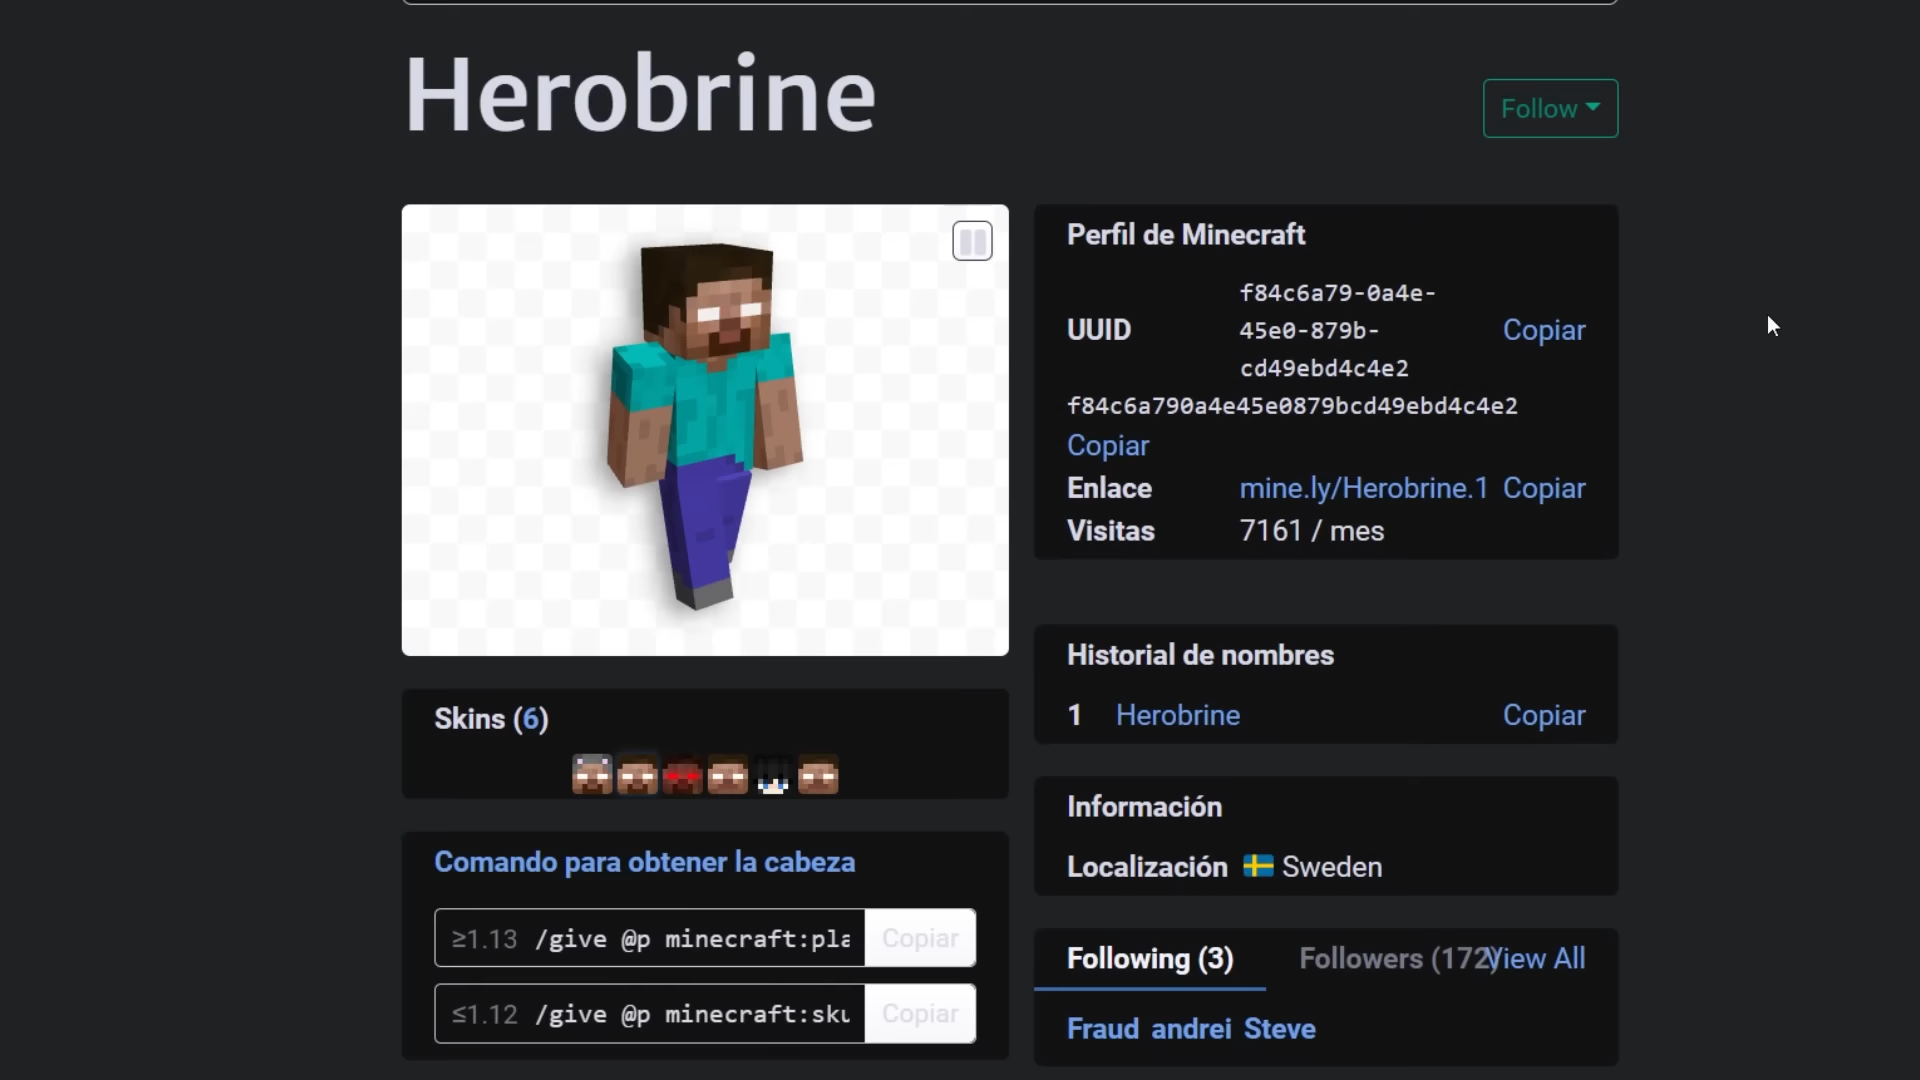 Herobrine
Follow
Perfil de Minecraft
UUID
f84c6a79-0a4e-
45e0-879b-
cd49ebd4c4e2
Copiar
f84c6a790a4e45e0879bcd49ebd4c4e2
Copiar
Enlace mine.ly/Herobrine.1 Copiar
Visitas 7161 / mes
Historial de nombres
1 Herobrine Copiar
Información
Localización Sweden
Following (3) Followers (172) View All
Fraud andrei Steve
Skins (6)
Comando para obtener la cabeza
≥1.13 /give @p minecraft:pla Copiar
≤1.12 /give @p minecraft:sku Copiar